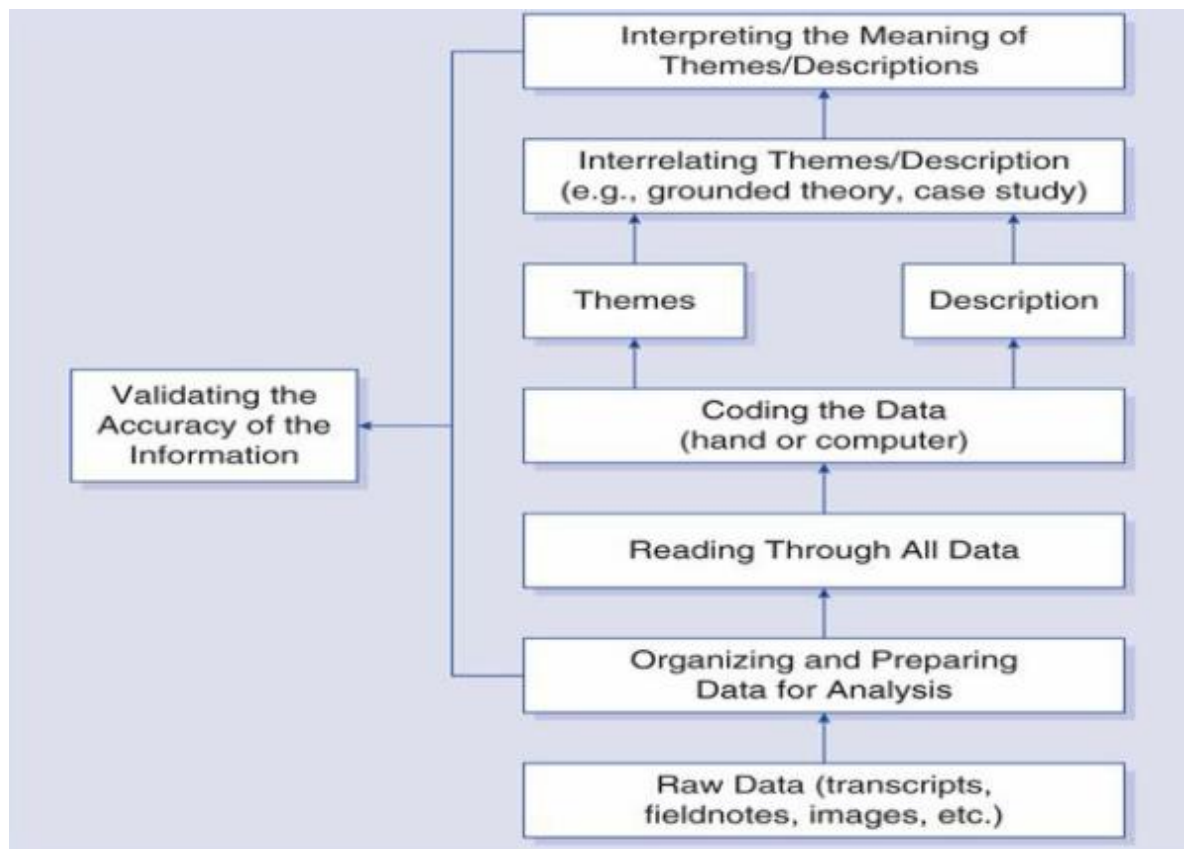 Interpreting the Meaning of
Themes/Descriptions
Interrelating Themes/Description
(e.g., grounded theory, case study)
Themes
Description
Validating the
Accuracy of the
Information
Coding the Data
(hand or computer)
Reading Through All Data
Organizing and Preparing
Data for Analysis
Raw Data (transcripts,
fieldnotes, images, etc.)